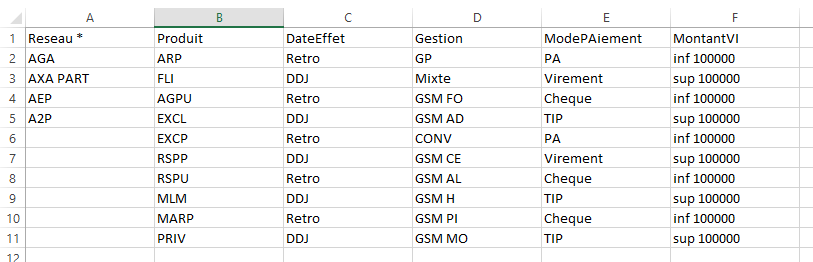 A B C D E F
1 Reseau * Produit DateEffet Gestion ModePAiement MontantVI
2 AGA ARP Retro GP PA inf 100000
3 AXA PART FLI DDJ Mixte Virement sup 100000
4 AEP AGPU Retro GSM FO Cheque inf 100000
5 A2P EXCL DDJ GSM AD TIP sup 100000
6 EXCP Retro CONV PA inf 100000
7 RSPP DDJ GSM CE Virement sup 100000
8 RSPU Retro GSM AL Cheque inf 100000
9 MLM DDJ GSM H TIP sup 100000
10 MARP Retro GSM PI Cheque inf 100000
11 PRIV DDJ GSM MO TIP sup 100000
12